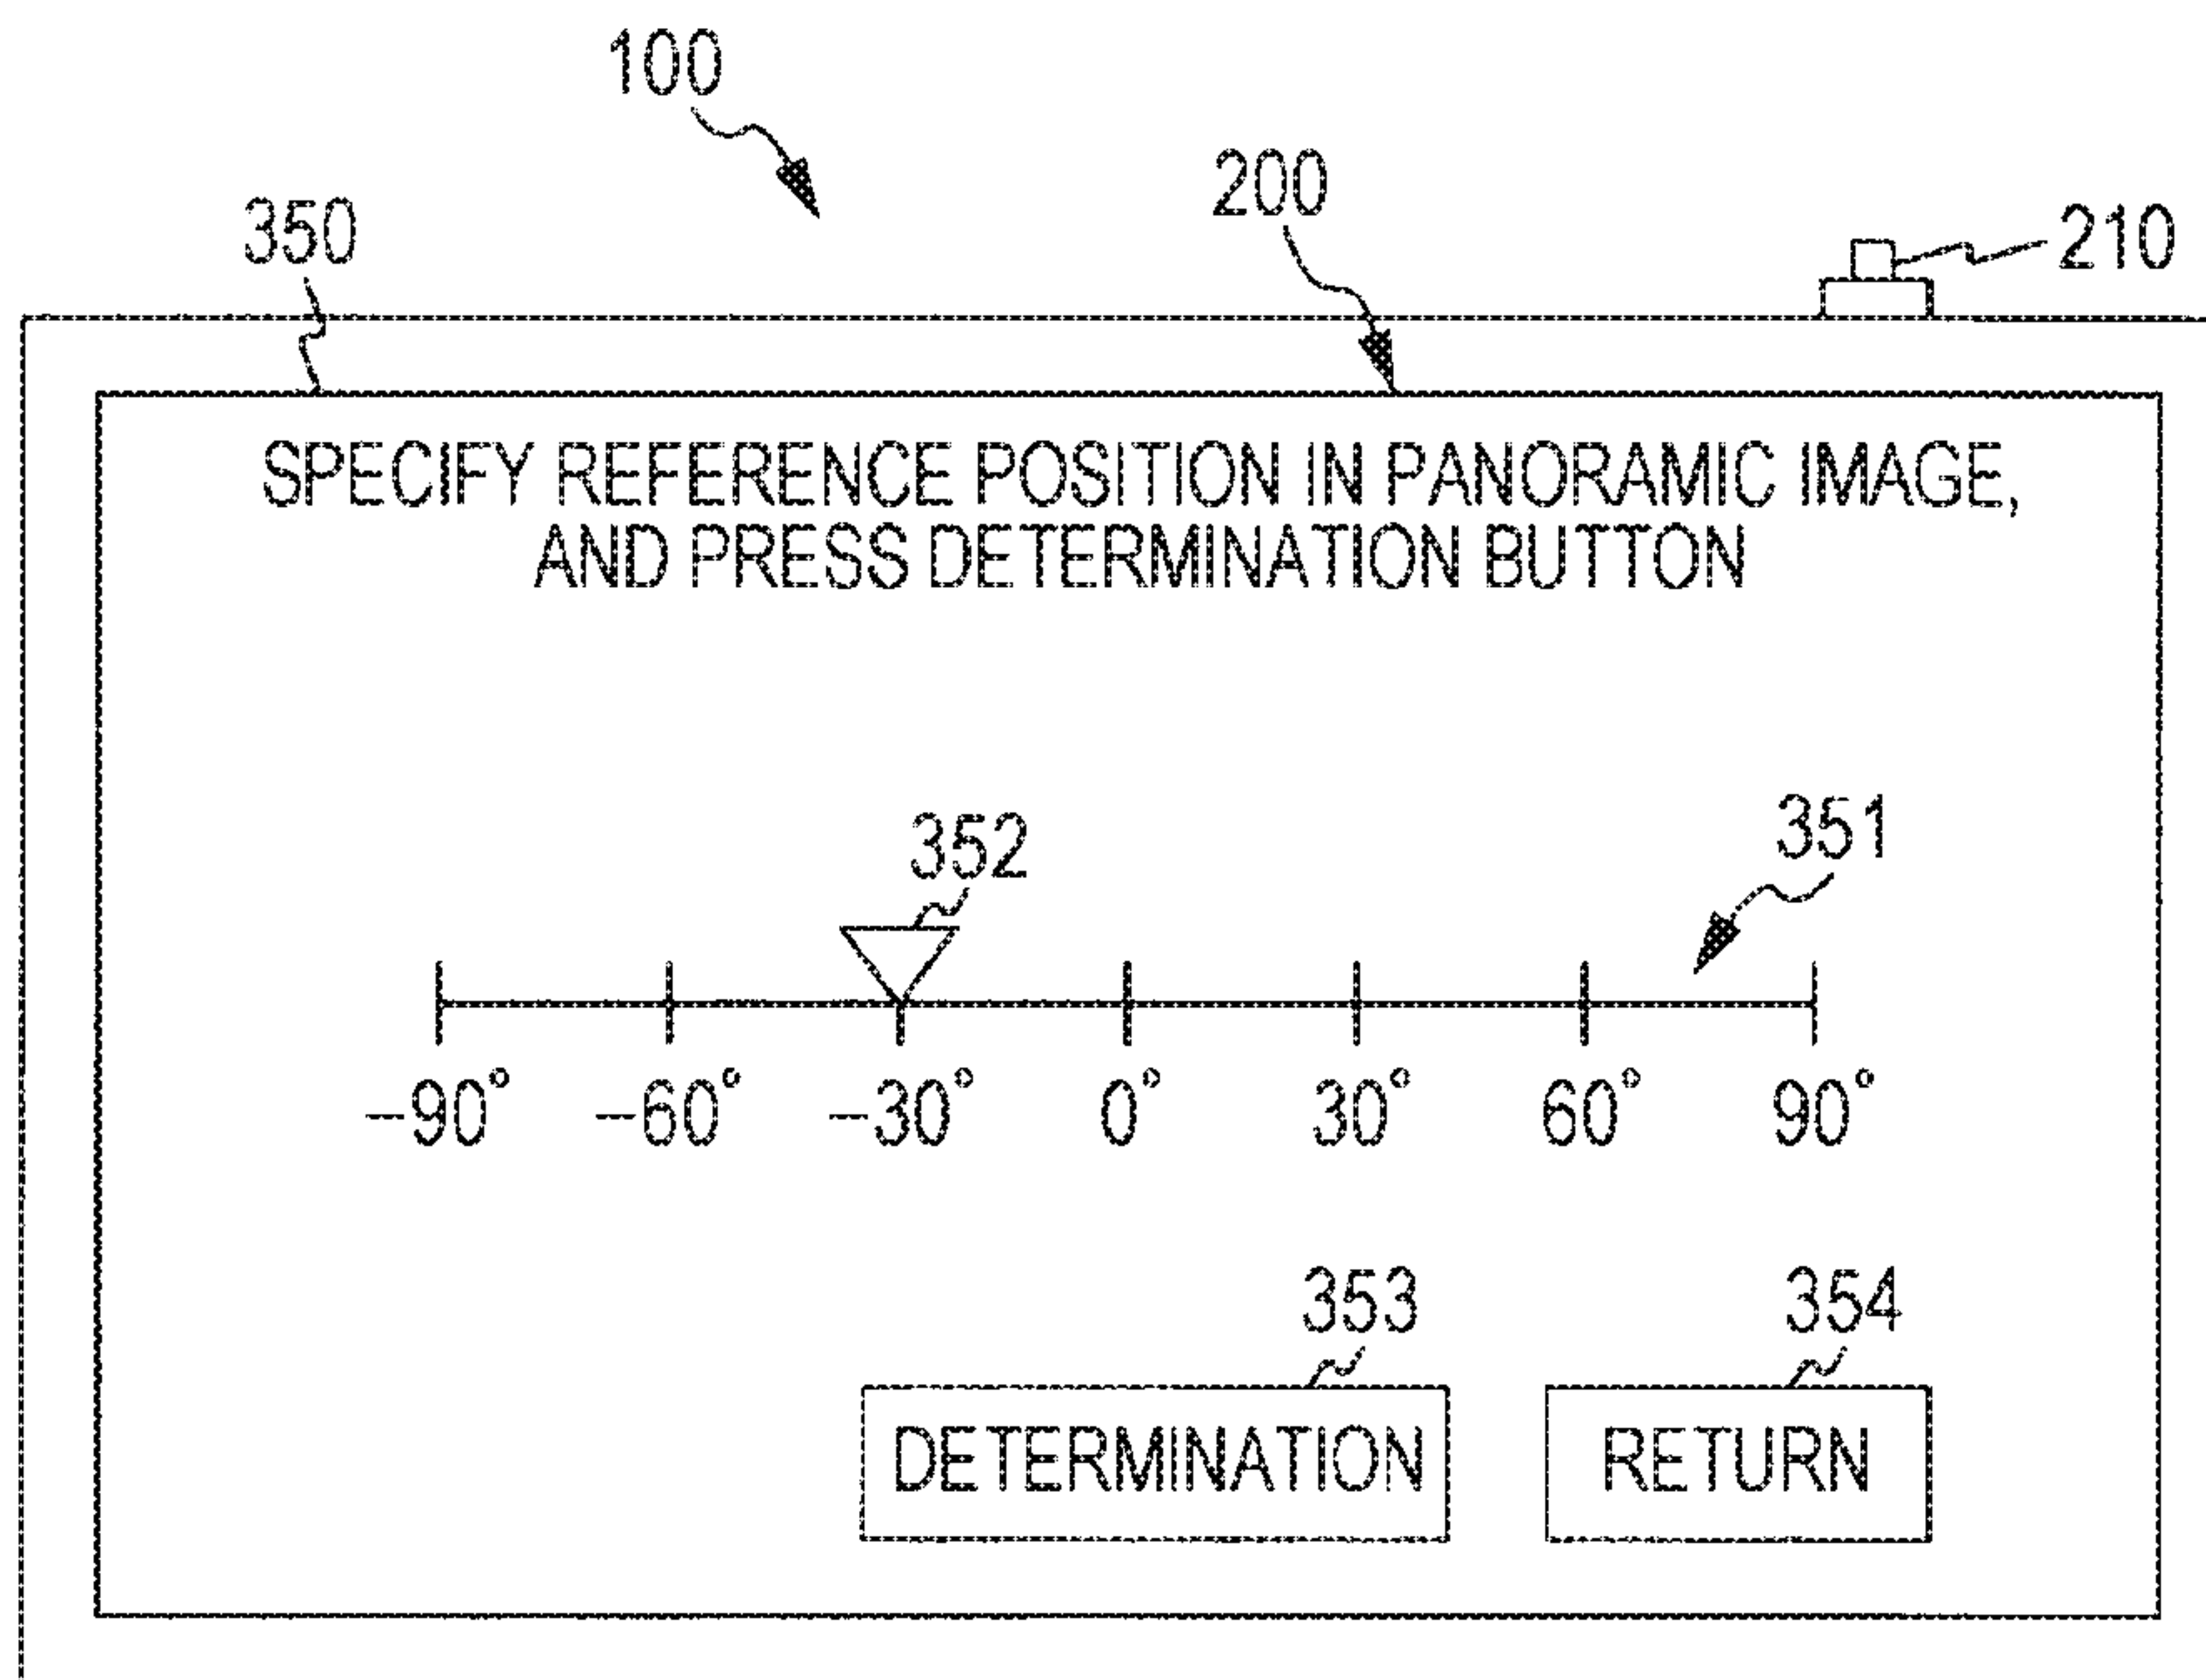 100
200
350
210
SPECIFY REFERENCE POSITION IN PANORAMIC IMAGE,
AND PRESS DETERMINATION BUTTON
352
351
−90° −60° −30° 0° 30° 60° 90°
353
354
DETERMINATION
RETURN